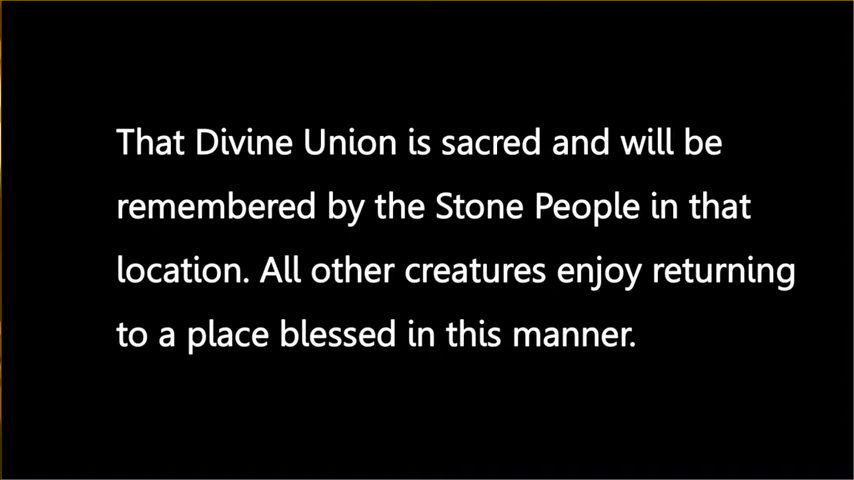 That Divine Union is sacred and will be
remembered by the Stone People in that
location. All other creatures enjoy returning
to a place blessed in this manner.